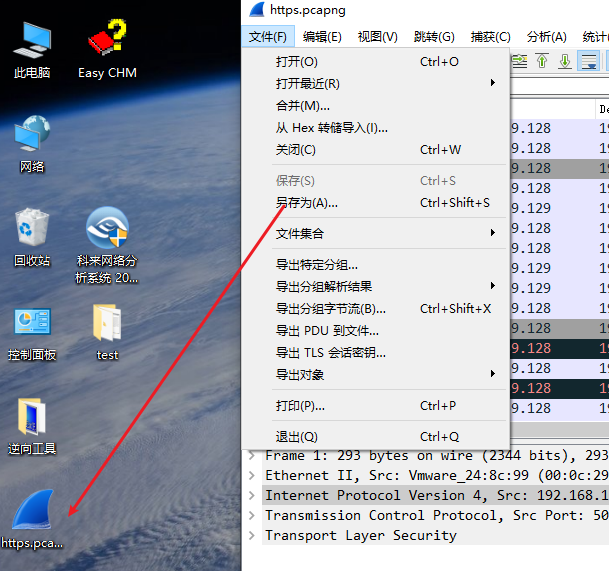 此电脑
Easy CHM
网络
回收站
科来网络分
析系统 20...
控制面板
test
逆向工具
https.pca...
https.pcapng
文件(F) 编辑(E) 视图(V) 跳转(G) 捕获(C) 分析(A) 统计
打开(O) Ctrl+O
打开最近(R)
合并(M)...
从 Hex 转储导入(I)...
关闭(C) Ctrl+W
保存(S) Ctrl+S
另存为(A)... Ctrl+Shift+S
文件集合
导出特定分组...
导出分组解析结果
导出分组字节流(B)... Ctrl+Shift+X
导出 PDU 到文件...
导出 TLS 会话密钥...
导出对象
打印(P)... Ctrl+P
退出(Q) Ctrl+Q
De
9.128 19
9.128 19
9.128 19
9.128 19
9.129 19
9.128 19
9.128 19
9.129 19
9.129 19
9.128 19
9.128 19
9.128 19
9.128 19
9.128 19
9.128 19
Frame 1: 293 bytes on wire (2344 bits), 293
Ethernet II, Src: Vmware_24:8c:99 (00:0c:29
Internet Protocol Version 4, Src: 192.168.1
Transmission Control Protocol, Src Port: 50
Transport Layer Security